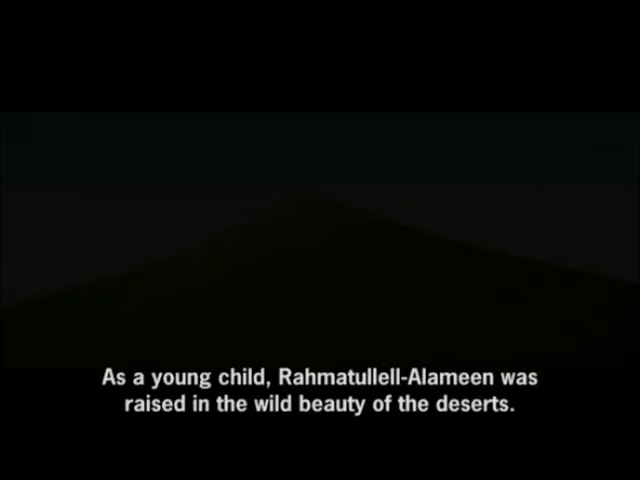 As a young child, Rahmatullell-Alameen was
raised in the wild beauty of the deserts.